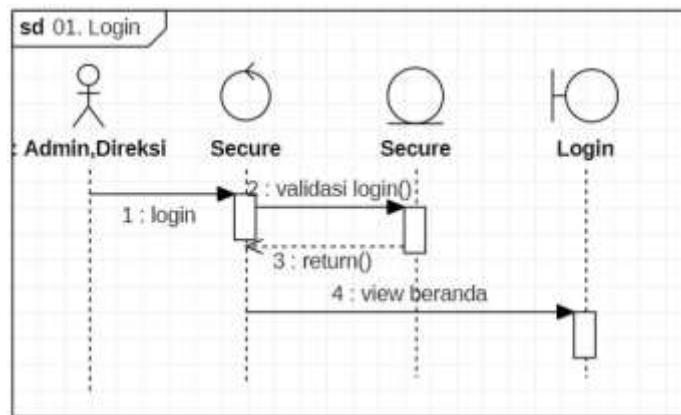 sd 01. Login
: Admin,Direksi
Secure
Secure
Login
1 : login
2 : validasi login()
3 : return()
4 : view beranda